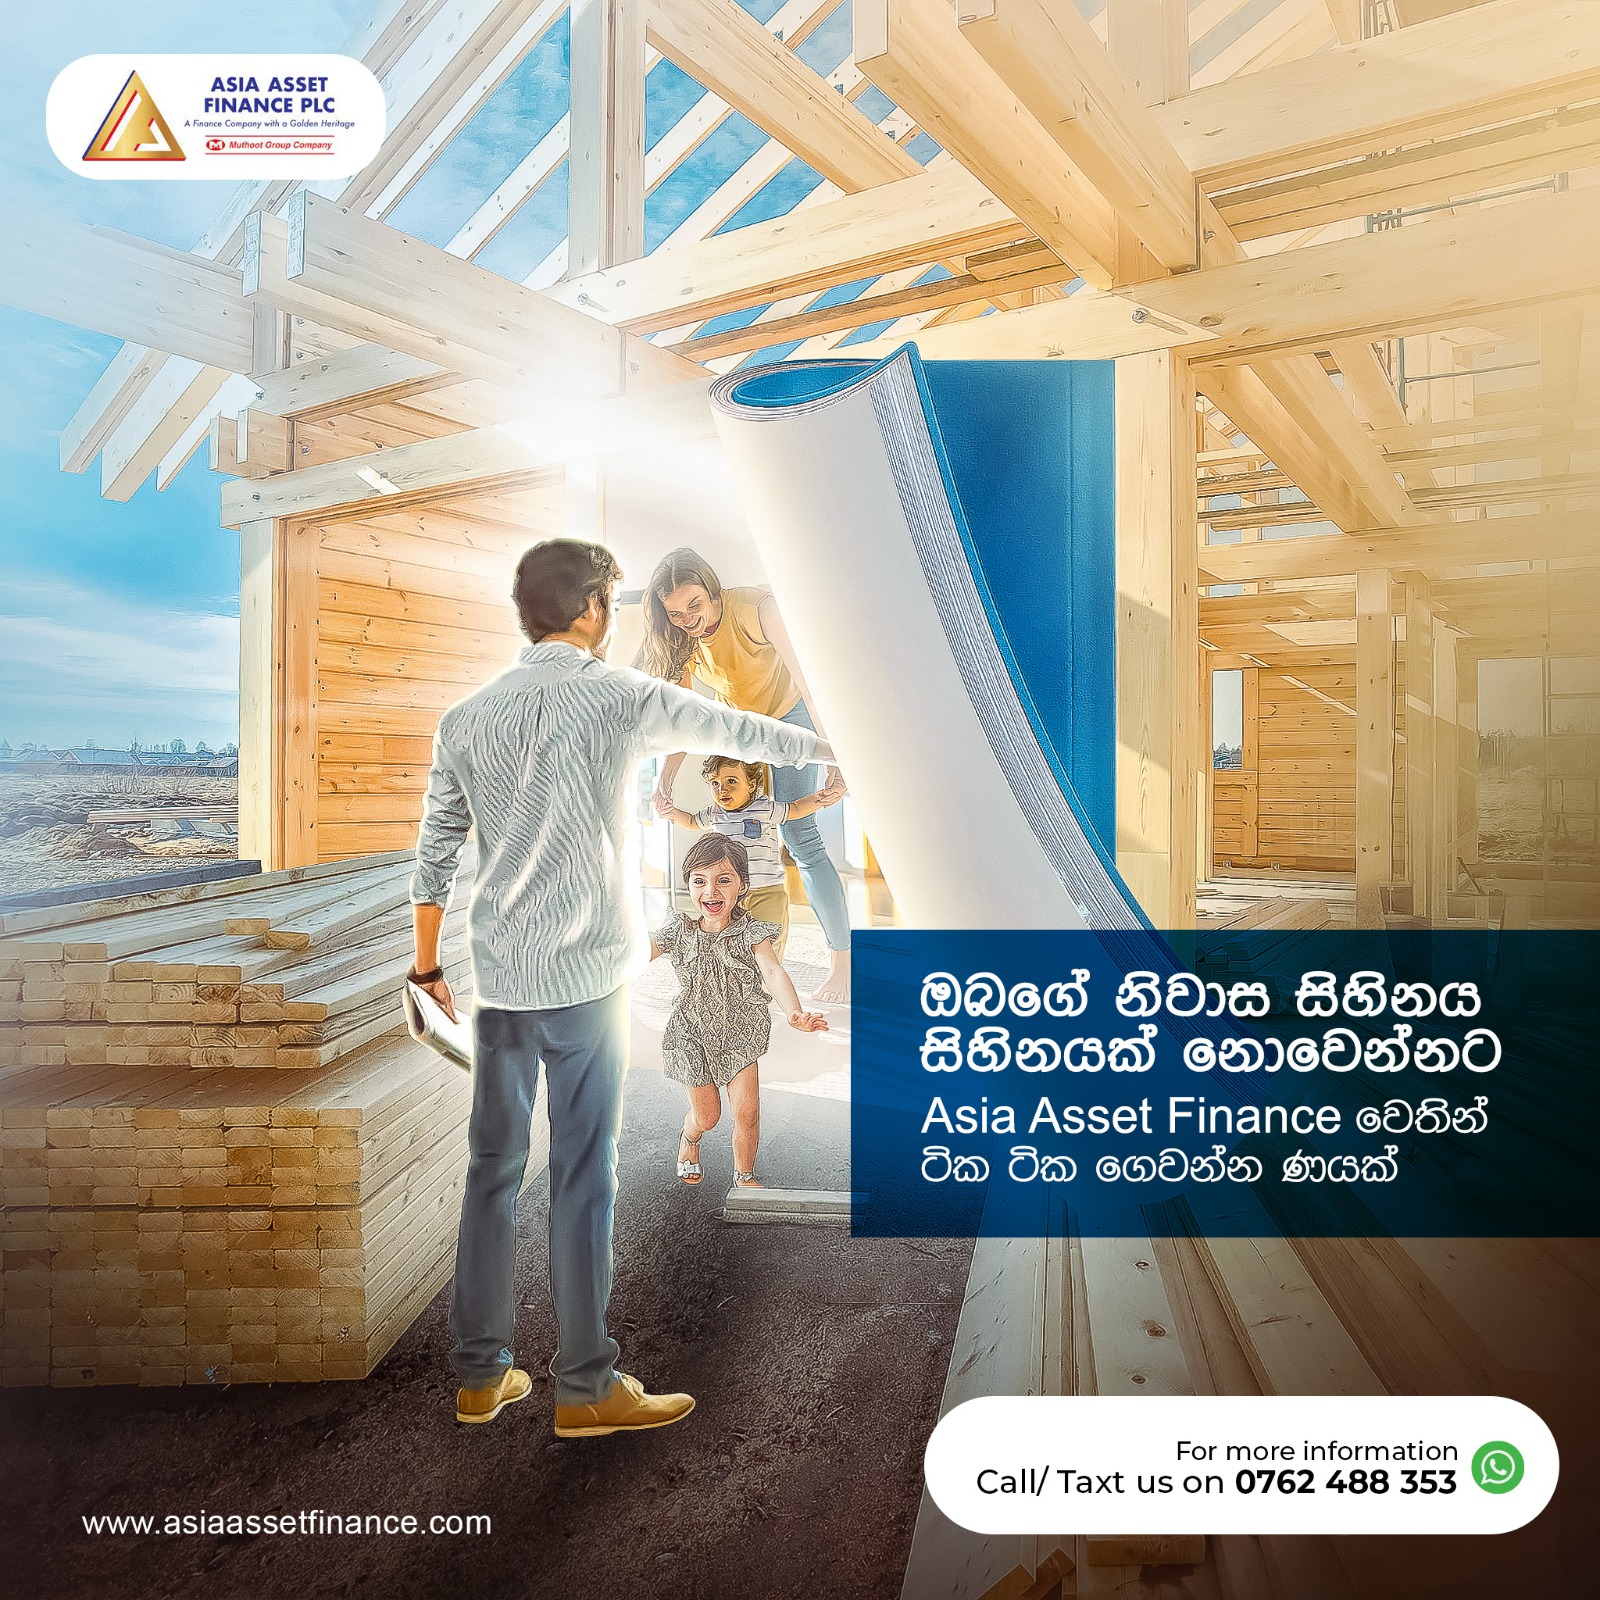 ASIA ASSET
FINANCE PLC
A Finance Company with a Golden Heritage
Muthoot Group Company
ඔබගේ නිවාස සිහිනය
සිහිනයක් නොවෙන්නට
Asia Asset Finance වෙතින්
ටික ටික ගෙවන්න ණයක්
For more information
Call/ Taxt us on 0762 488 353
www.asiaassetfinance.com